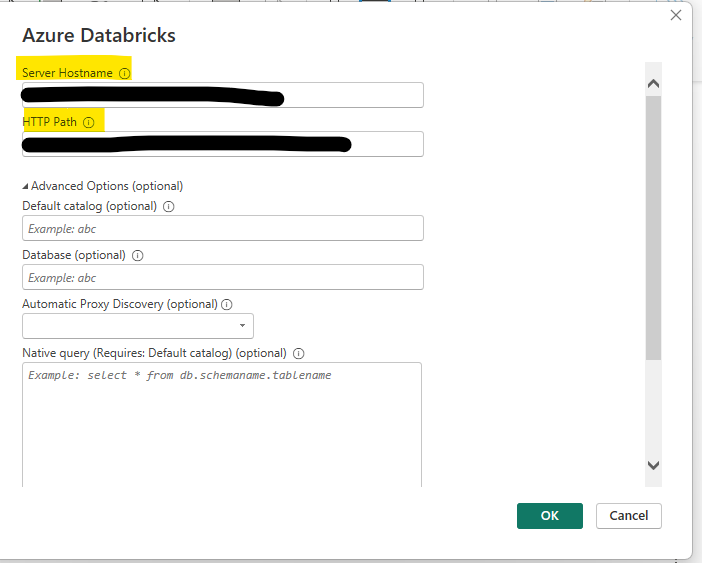 Azure Databricks
Server Hostname
HTTP Path
Advanced Options (optional)
Default catalog (optional)
Example: abc
Database (optional)
Example: abc
Automatic Proxy Discovery (optional)
Native query (Requires: Default catalog) (optional)
Example: select * from db.schemaname.tablename
OK
Cancel